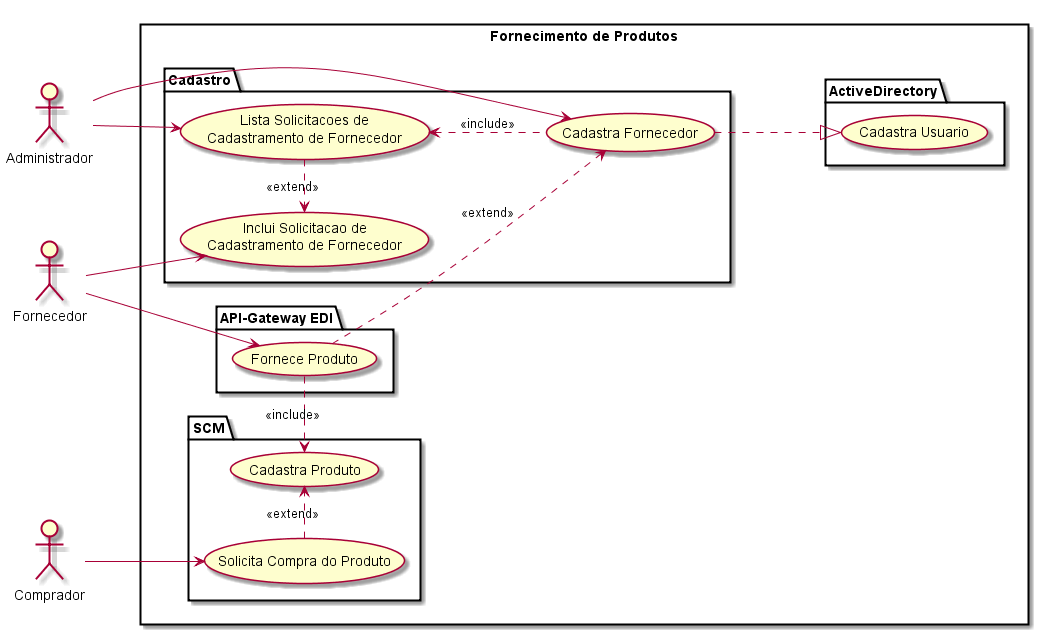 Fornecimento de Produtos
Cadastro
ActiveDirectory
Lista Solicitacoes de
Cadastramento de Fornecedor
«include»
Cadastra Fornecedor
Cadastra Usuario
Administrador
«extend»
«extend»
Inclui Solicitacao de
Cadastramento de Fornecedor
Fornecedor
API-Gateway EDI
Fornece Produto
«include»
SCM
Cadastra Produto
«extend»
Solicita Compra do Produto
Comprador